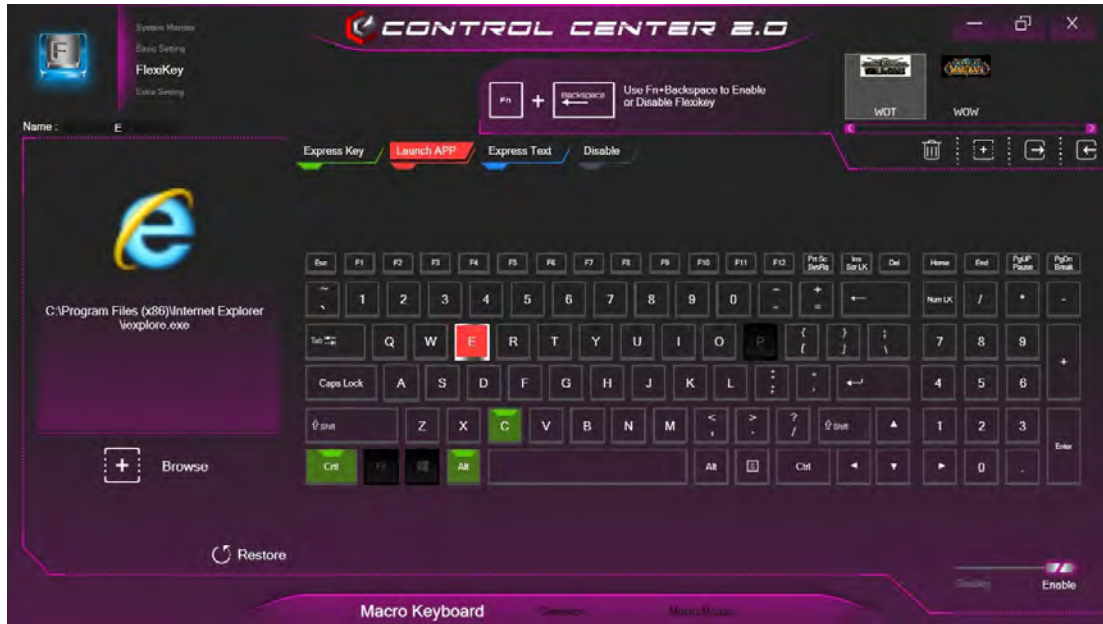 CONTROL CENTER 2.0
System Monitor
Basic Setting
FlexiKey
Extra Setting
Fn + Backspace
Use Fn+Backspace to Enable
or Disable Flexikey
WOT
WOW
Name :
E
Express Key
Launch APP
Express Text
Disable
C:\Program Files (x86)\Internet Explorer
\iexplore.exe
Browse
Restore
Esc F1 F2 F3 F4 F5 F6 F7 F8 F9 F10 F11 F12 Prt Sc SysRq Ins Scr LK Del Home End PgUP Pause PgDn Break
~ ` 1 2 3 4 5 6 7 8 9 0 - - + =
Num LK / * -
Tab Q W E R T Y U I O P { [ } ] 7 8 9 +
Caps Lock A S D F G H J K L : ; 4 5 6
Shift Z X C V B N M < , > . ? / Shift 1 2 3 Enter
Crtl Fn Alt Alt Ctrl 0 .
Enable
Macro Keyboard